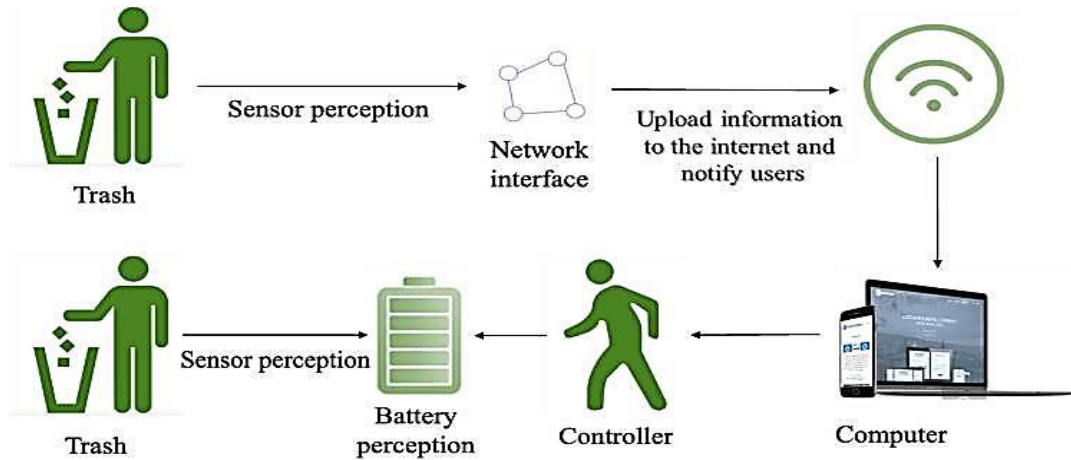 Sensor perception
Trash
Network
interface
Upload information
to the internet and
notify users
Sensor perception
Trash
Battery
perception
Controller
Computer